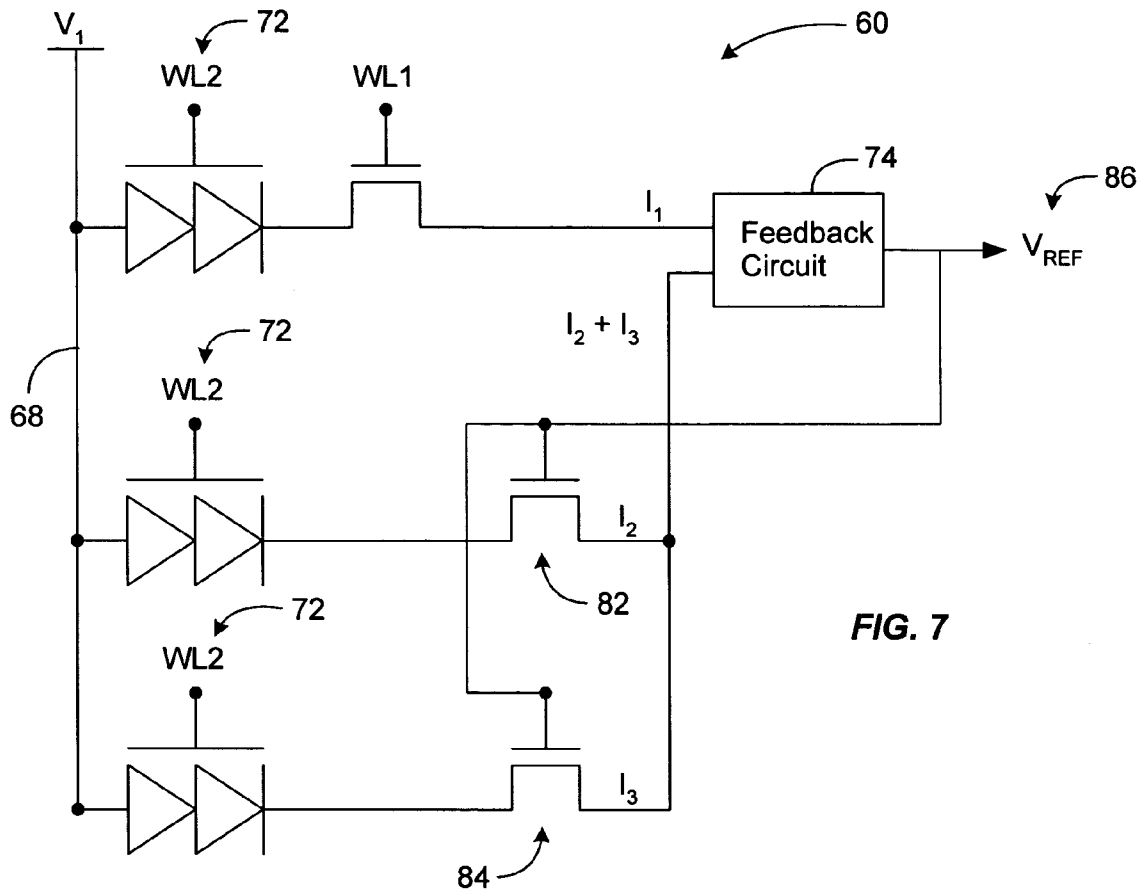 V₁
72
60
WL2
WL1
74
I₁
Feedback
Circuit
86
V_REF
I₂ + I₃
72
WL2
68
I₂
82
72
FIG. 7
WL2
I₃
84